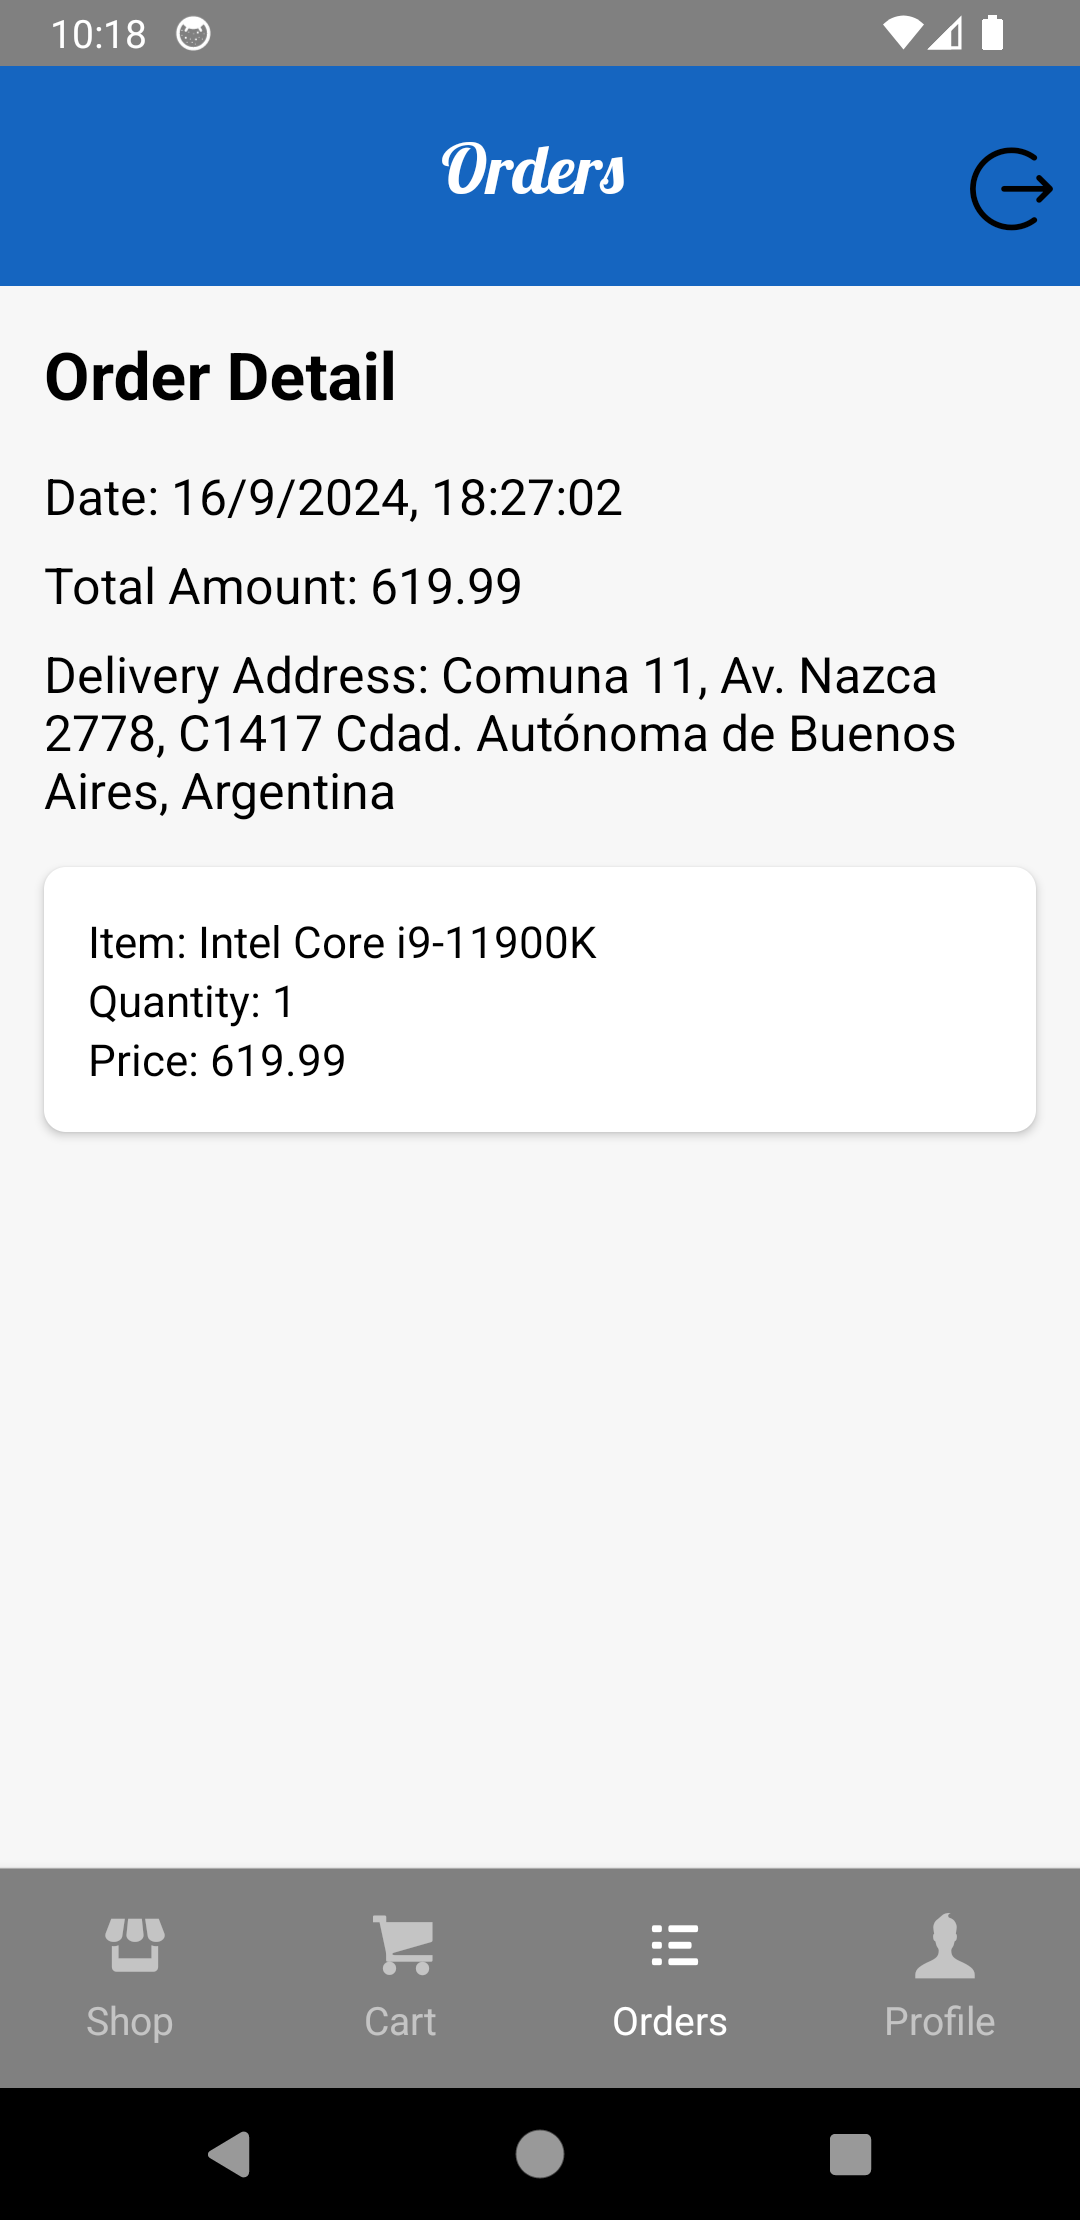 10:18
Orders
Order Detail
Date: 16/9/2024, 18:27:02
Total Amount: 619.99
Delivery Address: Comuna 11, Av. Nazca
2778, C1417 Cdad. Autónoma de Buenos
Aires, Argentina
Item: Intel Core i9-11900K
Quantity: 1
Price: 619.99
Shop
Cart
Orders
Profile